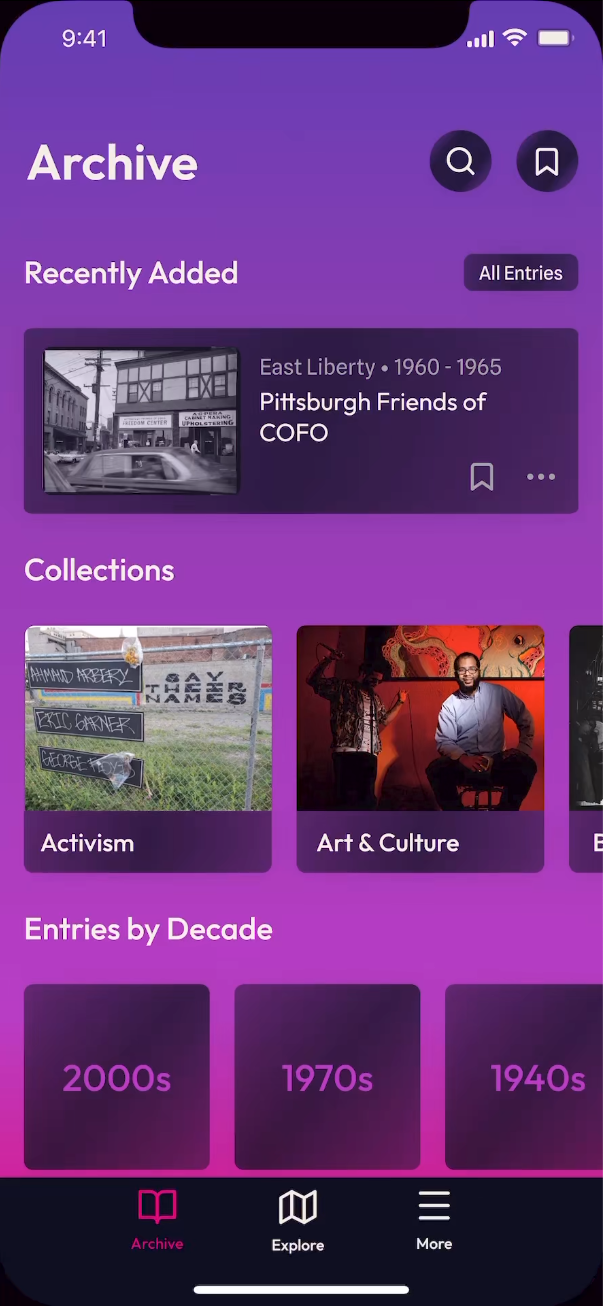 9:41
Archive
Recently Added
All Entries
FREEDOM CENTER
CABINET MAKING
UPHOLSTERING
East Liberty • 1960 - 1965
Pittsburgh Friends of
COFO
Collections
AHMAUD ARBERY
SAY
THEIR
NAMES
ERIC GARNER
GEORGE
Activism
Art & Culture
Entries by Decade
2000s
1970s
1940s
Archive
Explore
More